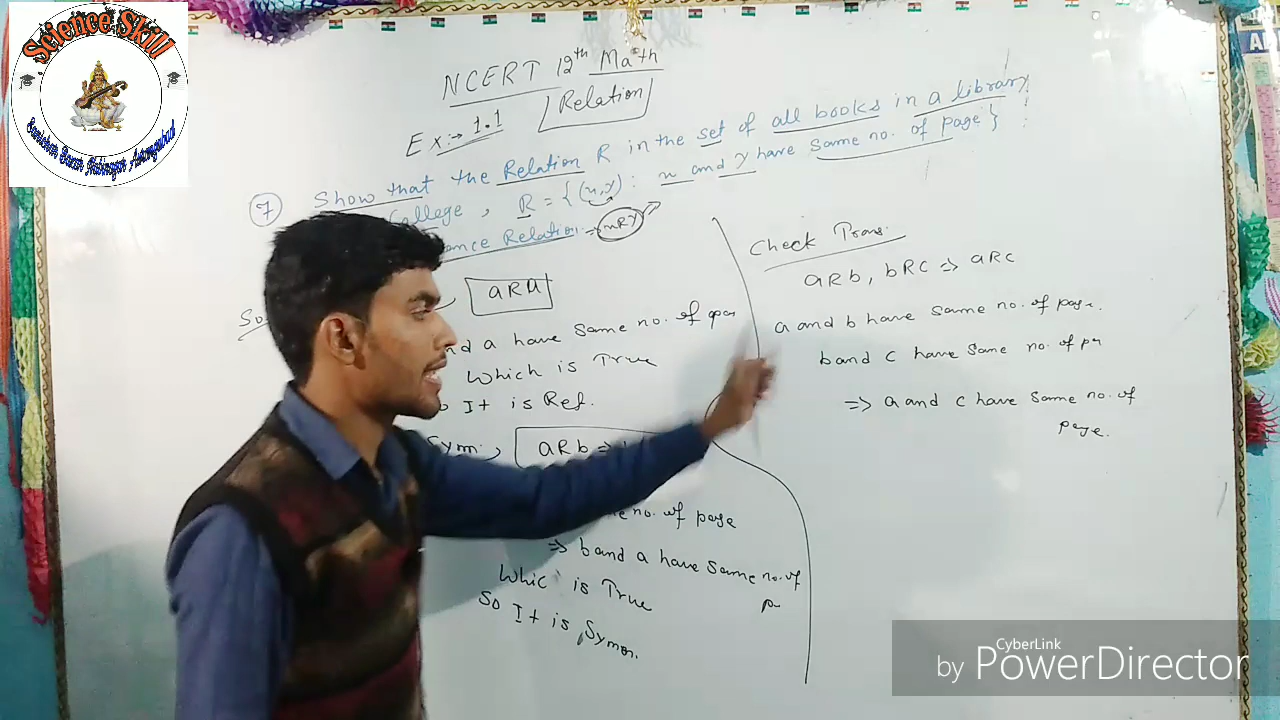 Science Skill
NCERT 12th Math
Relation
Ex:→ 1.1
7 Show that the Relation R in the set of all books in a library
College, R = {(x,y): x and y have same no. of page}
Relation → xRy
aRa
a have same no. of
which is True
It is Ref.
Sym. aRb ⇒
no. of page
⇒ b and a have same no. of
Whic is True
So It is Symm.
Check Trans.
aRb, bRc ⇒ aRc
a and b have same no. of page.
b and c have same no. of
⇒ a and c have same no. of
page.
CyberLink
by PowerDirector